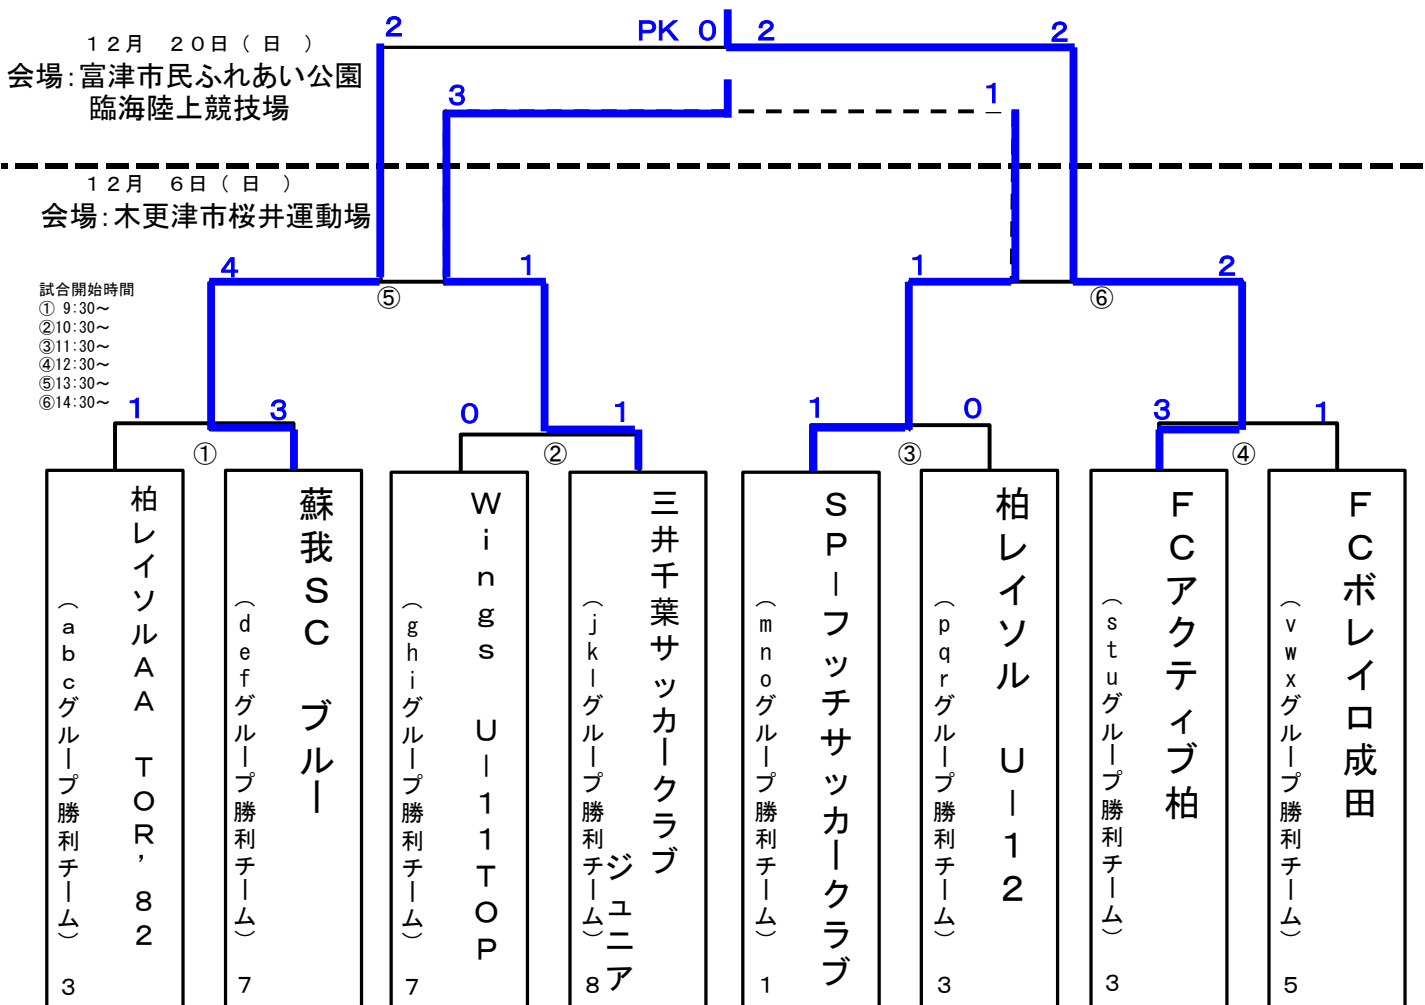 2 PK 0 2 2
１２月　２０日（ 日　）
会場：富津市民ふれあい公園
臨海陸上競技場
3 1
１２月　６日（ 日　）
会場：木更津市桜井運動場
4 1 1 2
⑤ ⑥
試合開始時間
① 9:30～
②10:30～
③11:30～
④12:30～
⑤13:30～
⑥14:30～
1 3 0 1 1 0 3 1
① ② ③ ④
柏レイソルＡＡ　ＴＯＲ’８２
（ａｂｃグループ勝利チーム）　3
蘇我ＳＣ　ブルー
（ｄｅｆグループ勝利チーム）　7
Ｗｉｎｇｓ　Ｕ－１１ＴＯＰ
（ｇｈｉグループ勝利チーム）　7
三井千葉サッカークラブ
ジュニア
（ｊｋｌグループ勝利チーム）　8
ＳＰ－フッチサッカークラブ
（ｍｎｏグループ勝利チーム）　1
柏レイソル　Ｕ－１２
（ｐｑｒグループ勝利チーム）　3
ＦＣアクティブ柏
（ｓｔｕグループ勝利チーム）　3
ＦＣボレイロ成田
（ｖｗｘグループ勝利チーム）　5